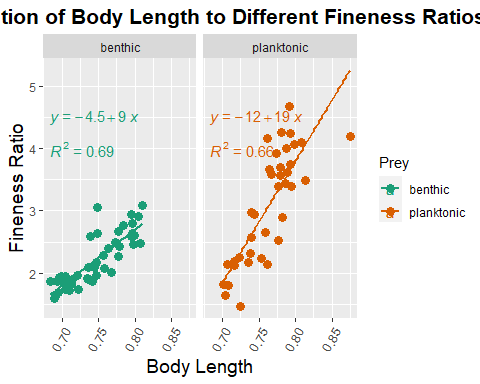 tion of Body Length to Different Fineness Ratios
benthic
planktonic
y = −4.5+9 x
R² = 0.69
y = −12+19 x
R² = 0.66
5
4
3
2
Fineness Ratio
0.70 0.75 0.80 0.85
0.70 0.75 0.80 0.85
Body Length
Prey
benthic
planktonic